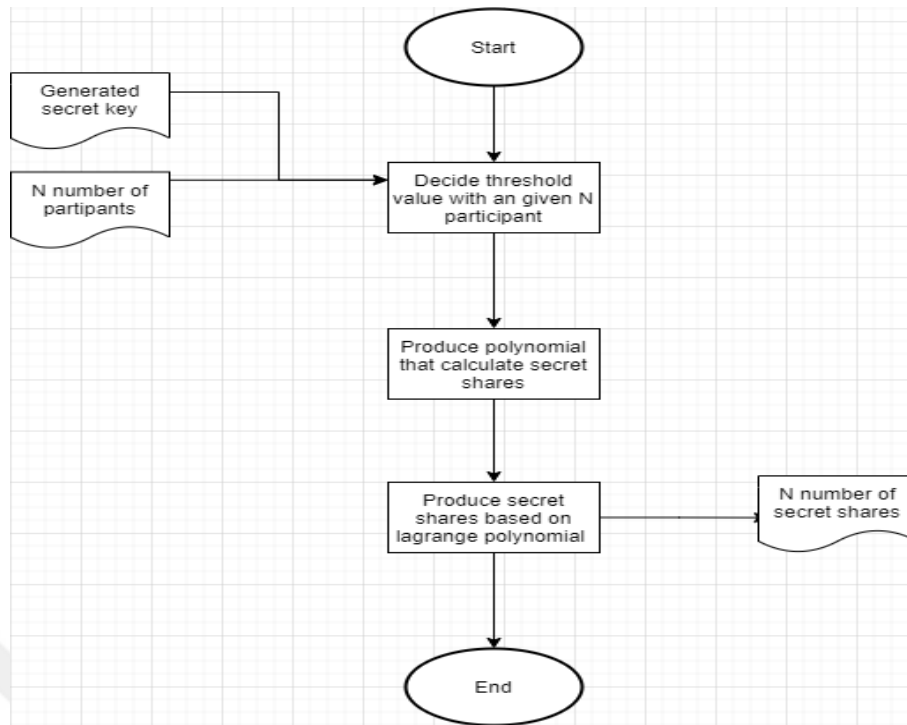 Start
Generated
secret key
N number of
partipants
Decide threshold
value with an given N
participant
Produce polynomial
that calculate secret
shares
Produce secret
shares based on
lagrange polynomial
N number of
secret shares
End